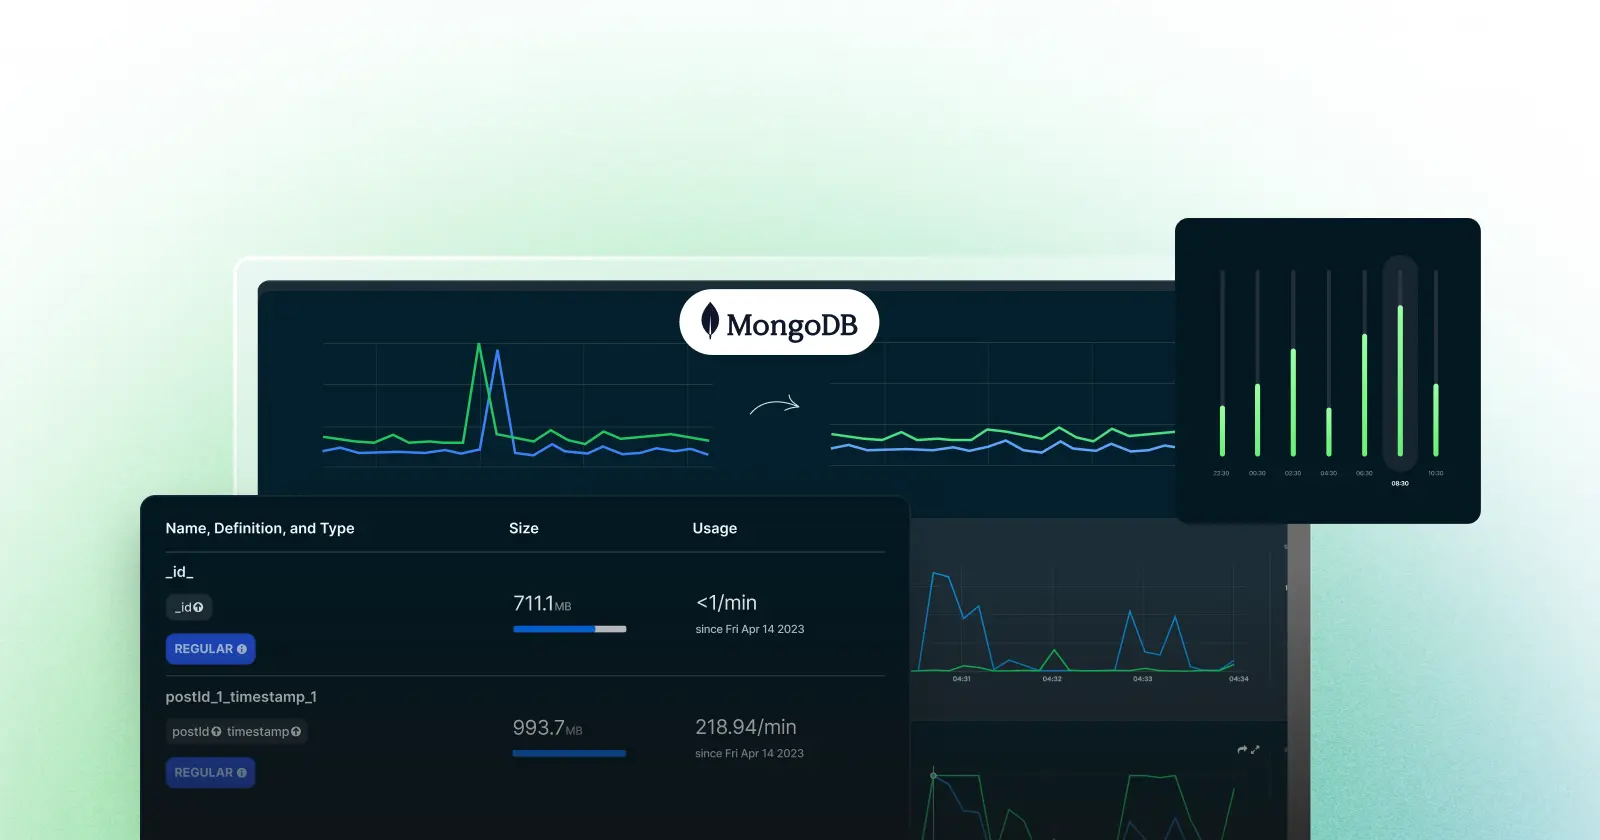 MongoDB
22:30 00:30 02:30 04:30 06:30 08:30 10:30
Name, Definition, and Type Size Usage
_id_
_id
711.1MB <1/min
since Fri Apr 14 2023
REGULAR
postId_1_timestamp_1
postId timestamp
993.7MB 218.94/min
since Fri Apr 14 2023
REGULAR
04:31 04:32 04:33 04:34